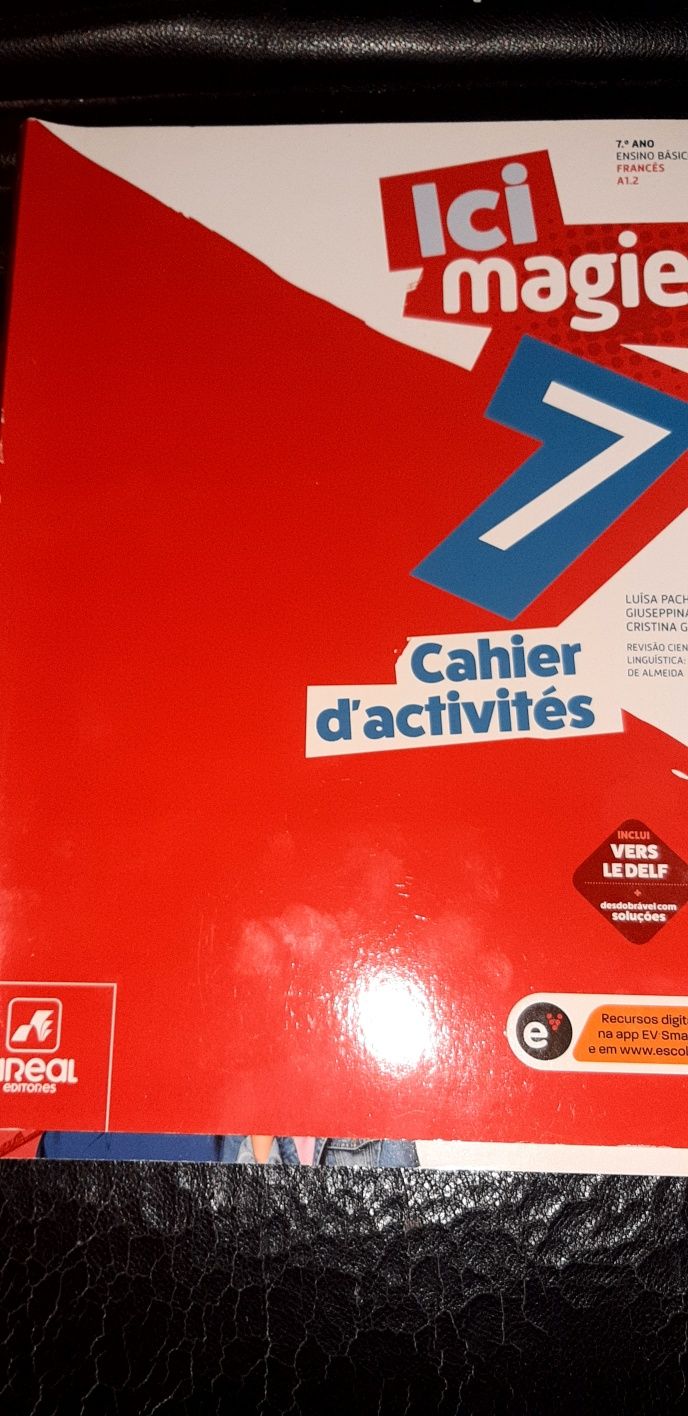 7.º ANO
ENSINO BÁSIC
FRANCÊS
A1.2
Ici
magie
7
LUÍSA PACH
GIUSEPPINA
CRISTINA G
REVISÃO CIEN
LINGUÍSTICA:
DE ALMEIDA
Cahier
d'activités
INCLUI
VERS
LE DELF
+
desdobrável com
soluções
e
Recursos digit
na app EV Sma
e em www.escol
AREAL
EDITORES